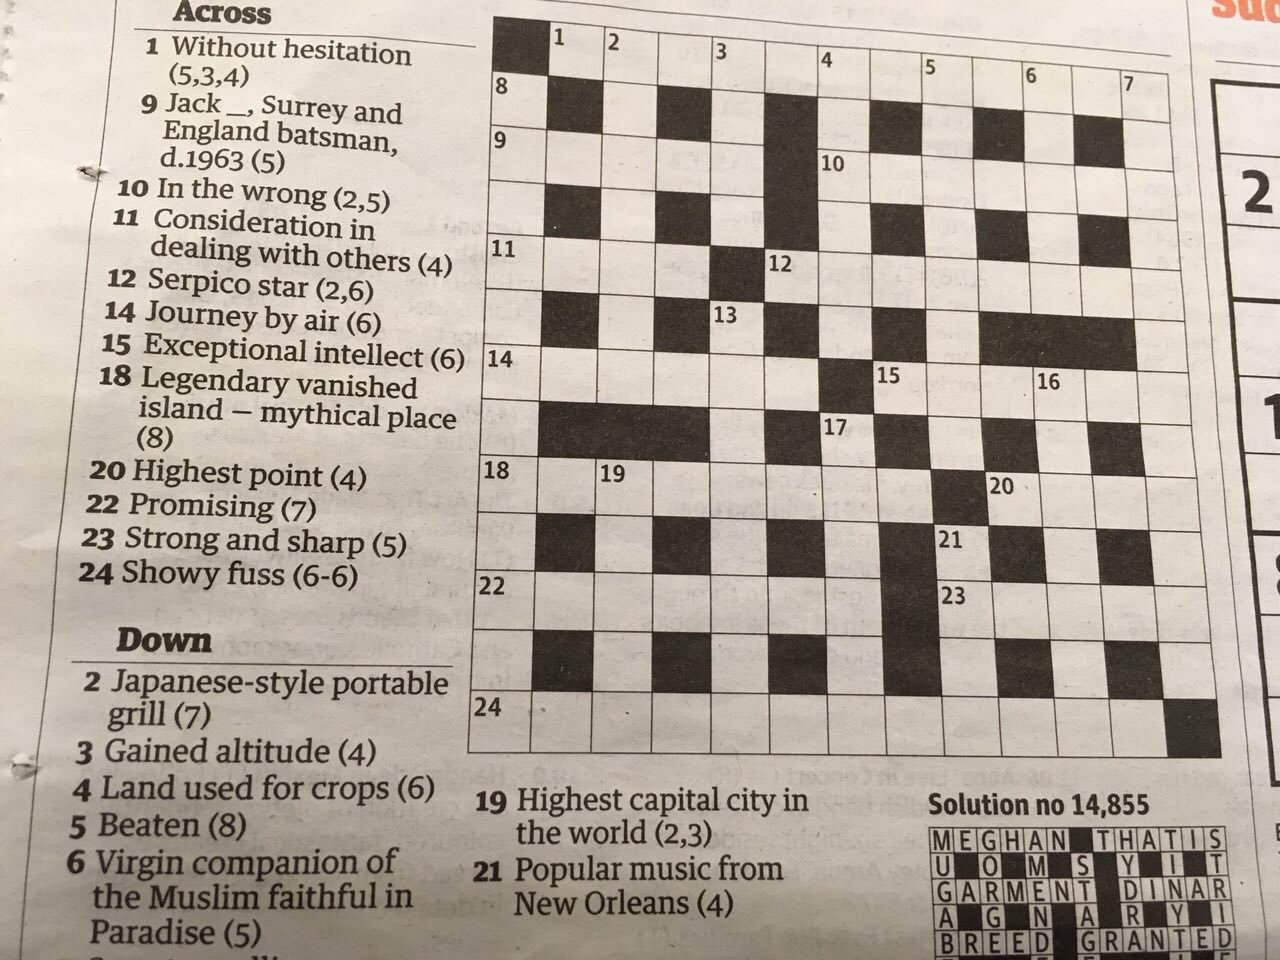 Across
1 Without hesitation
(5,3,4)
9 Jack _, Surrey and
England batsman,
d.1963 (5)
10 In the wrong (2,5)
11 Consideration in
dealing with others (4)
12 Serpico star (2,6)
14 Journey by air (6)
15 Exceptional intellect (6)
18 Legendary vanished
island – mythical place
(8)
20 Highest point (4)
22 Promising (7)
23 Strong and sharp (5)
24 Showy fuss (6-6)
Down
2 Japanese-style portable
grill (7)
3 Gained altitude (4)
4 Land used for crops (6)
5 Beaten (8)
6 Virgin companion of
the Muslim faithful in
Paradise (5)
19 Highest capital city in
the world (2,3)
21 Popular music from
New Orleans (4)
1 2 3 4 5 6 7
8
9 10
11 12
13
14 15 16
17
18 19 20
21
22 23
24
Solution no 14,855
MEGHAN THATIS
U O M S Y I T
GARMENT DINAR
A G N A R Y I
BREED GRANTED
2
1